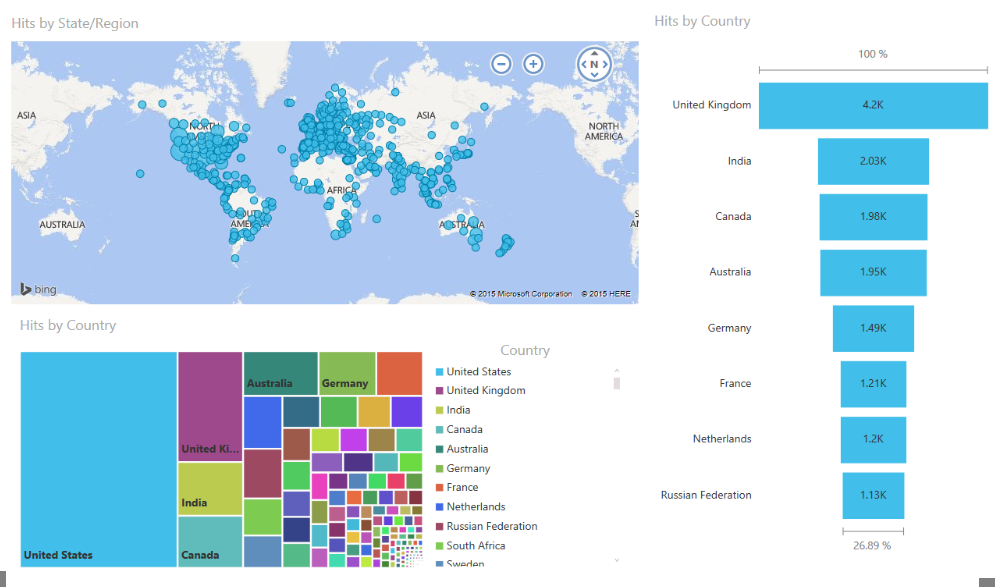 Hits by State/Region
ASIA
NORTH
ASIA
NORTH
AMERICA
AFRICA
AUSTRALIA
AUSTRALIA
bing
© 2015 Microsoft Corporation © 2015 HERE
Hits by Country
United States
United Ki...
India
Canada
Australia
Germany
Country
United States
United Kingdom
India
Canada
Australia
Germany
France
Netherlands
Russian Federation
South Africa
Sweden
Hits by Country
100 %
United Kingdom 4.2K
India 2.03K
Canada 1.98K
Australia 1.95K
Germany 1.49K
France 1.21K
Netherlands 1.2K
Russian Federation 1.13K
26.89 %